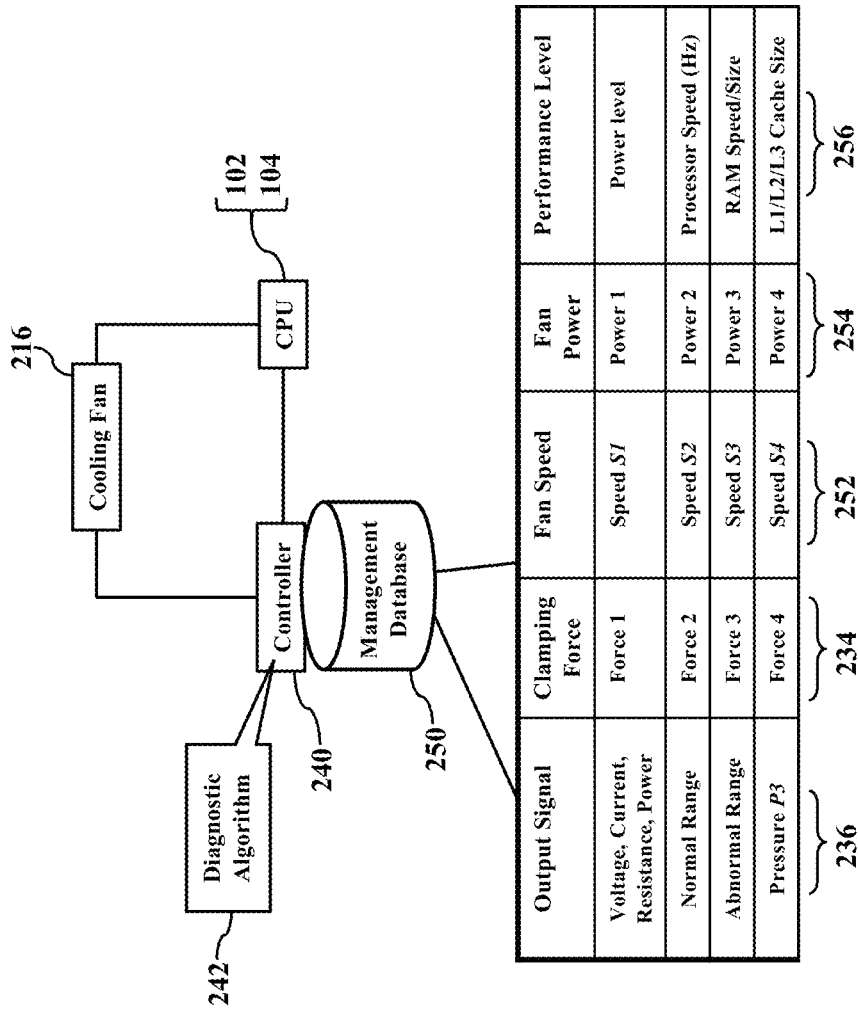 216
Cooling Fan
102
104
CPU
Diagnostic
Algorithm
242
Controller
240
Management
Database
250
Output Signal
Clamping
Force
Fan Speed
Fan
Power
Performance Level
Voltage, Current,
Resistance, Power
Force 1
Speed S1
Power 1
Power level
Normal Range
Force 2
Speed S2
Power 2
Processor Speed (Hz)
Abnormal Range
Force 3
Speed S3
Power 3
RAM Speed/Size
Pressure P3
Force 4
Speed S4
Power 4
L1/L2/L3 Cache Size
236
234
252
254
256